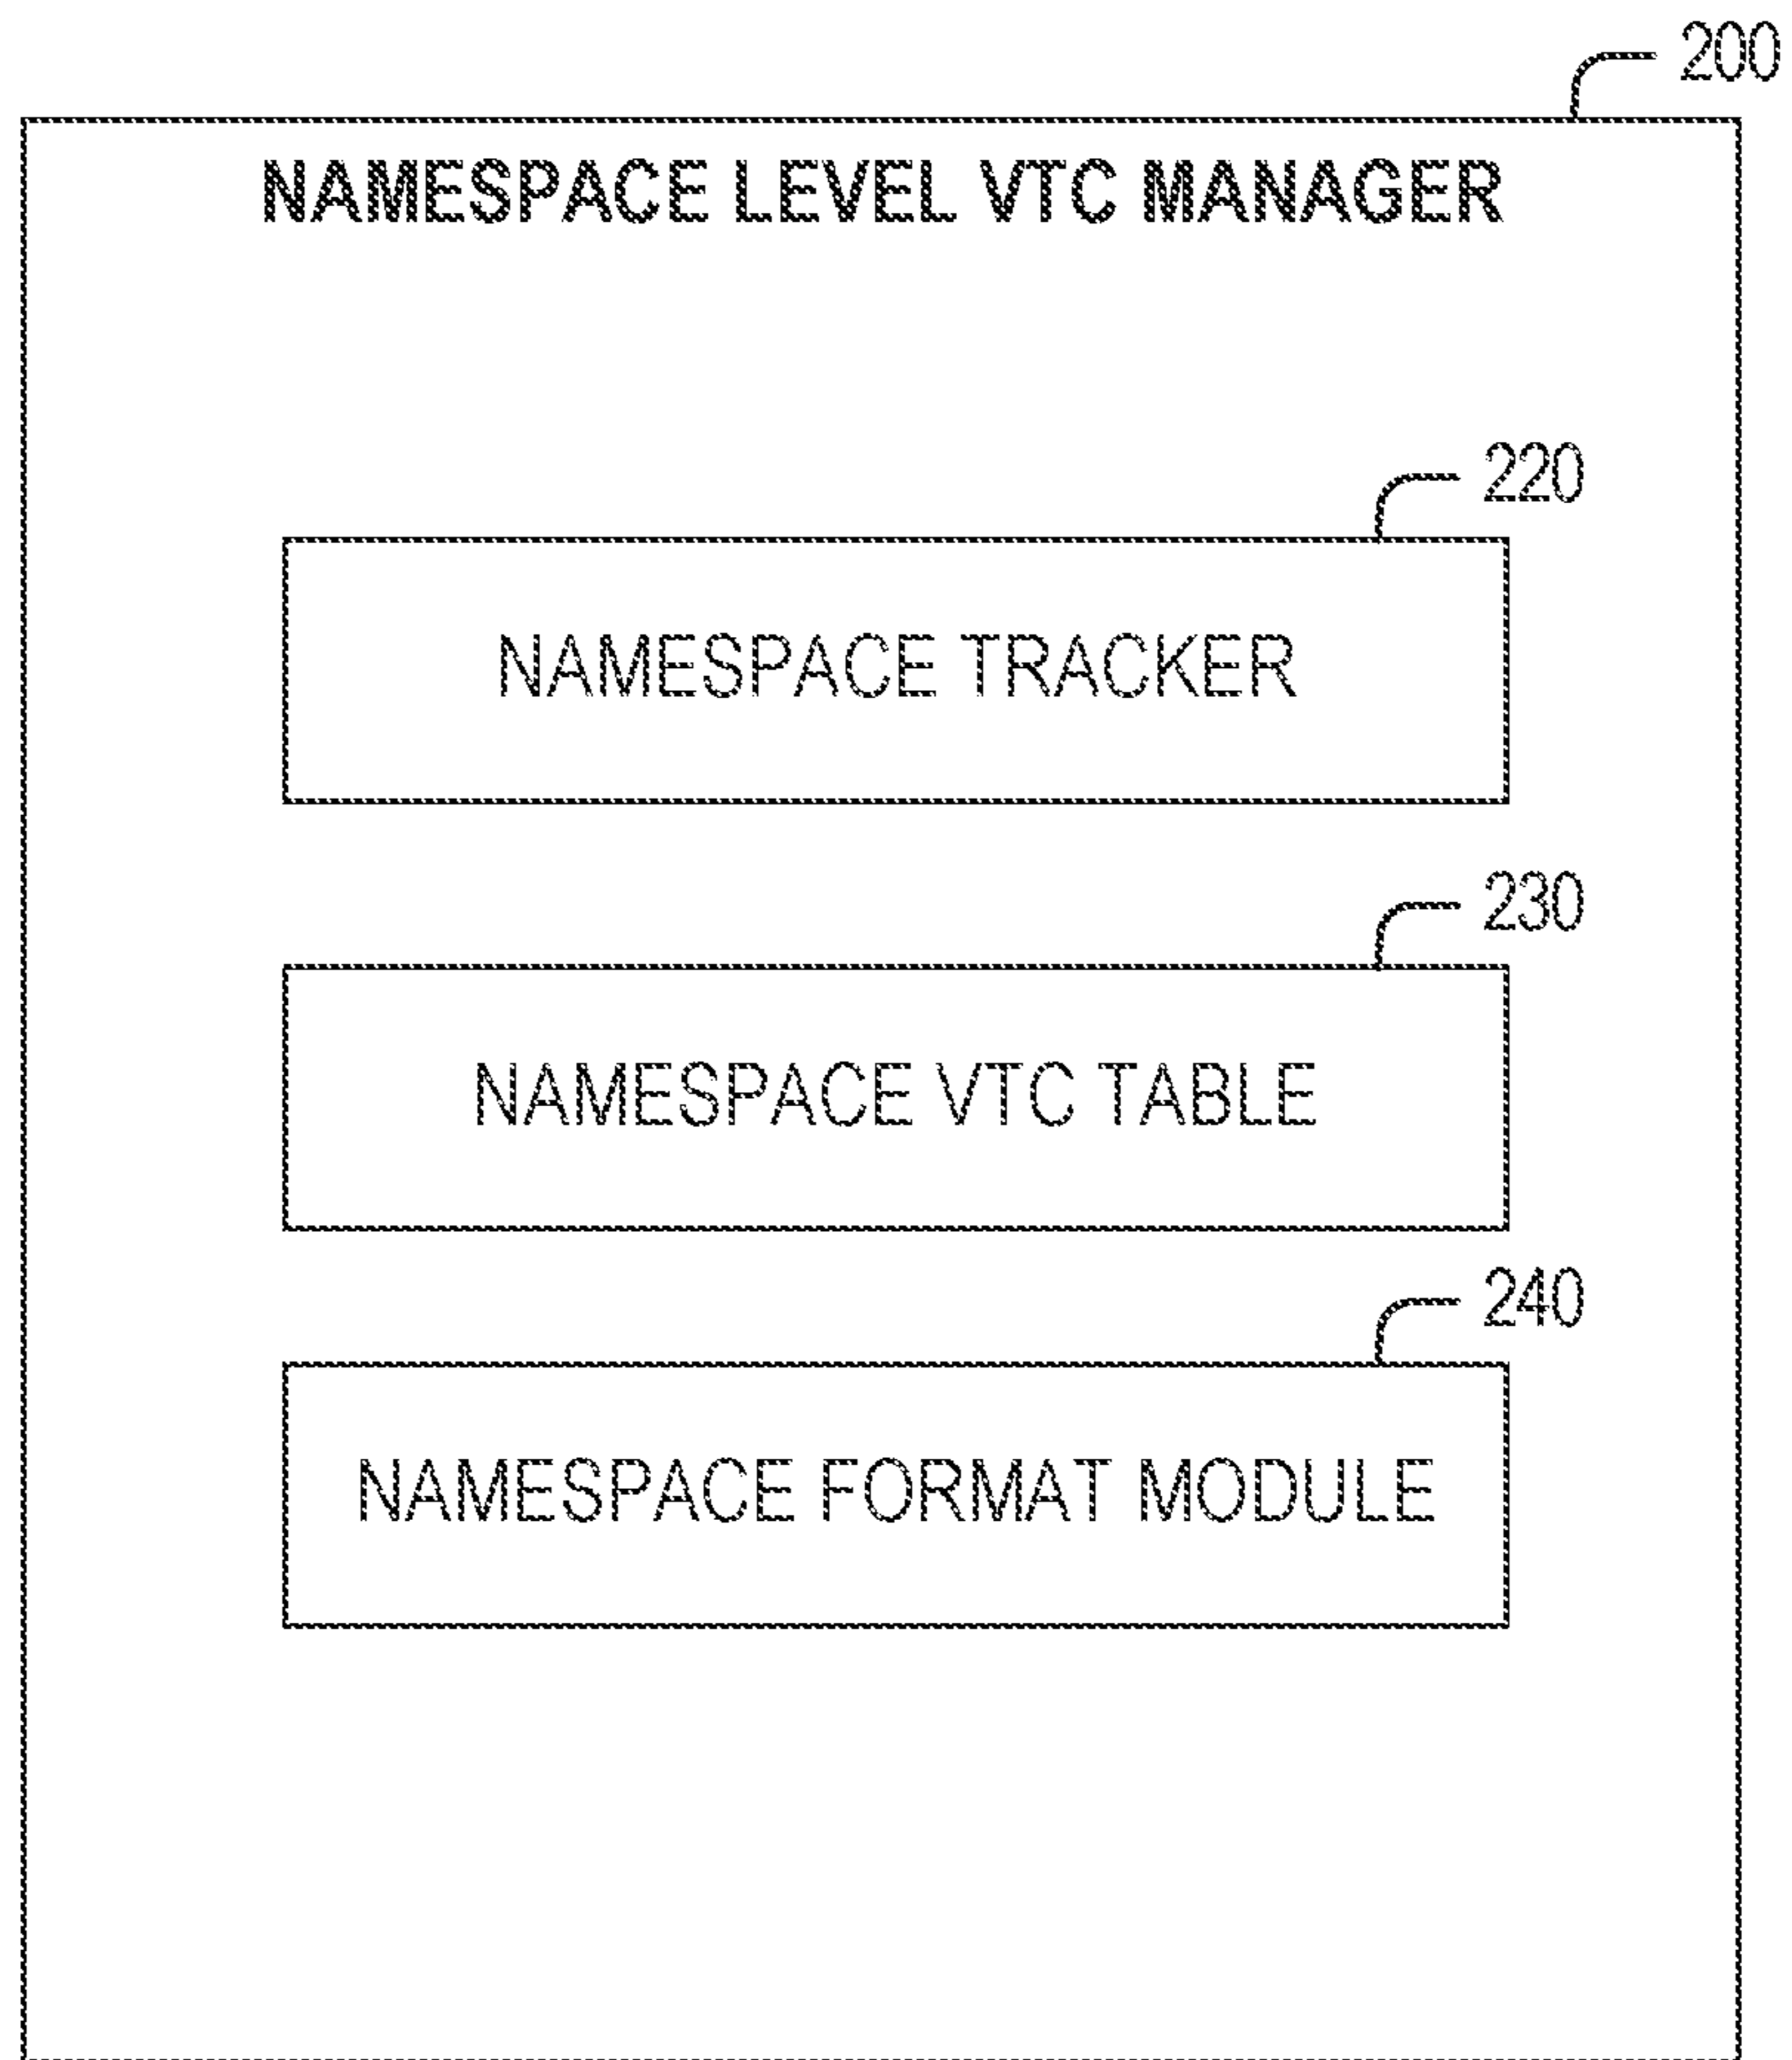 200
NAMESPACE LEVEL VTC MANAGER
220
NAMESPACE TRACKER
230
NAMESPACE VTC TABLE
240
NAMESPACE FORMAT MODULE